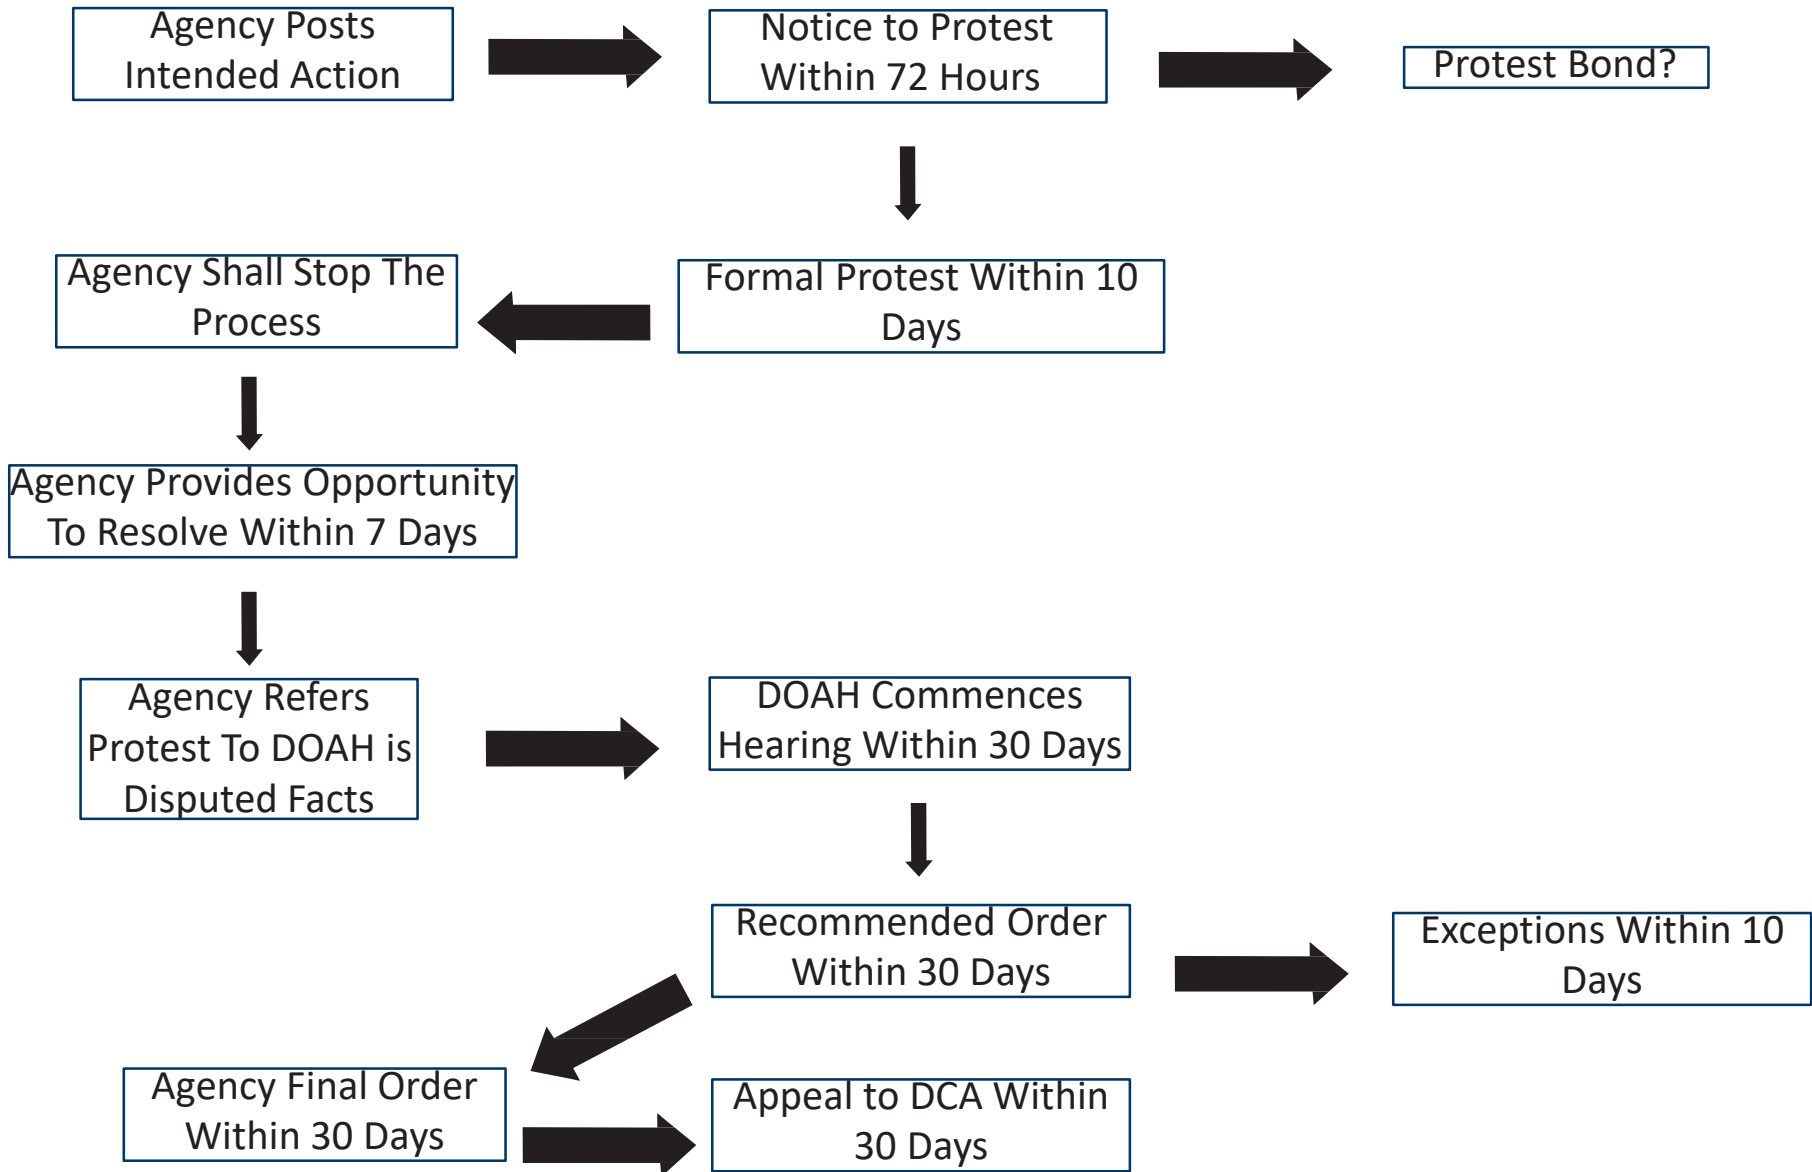 Agency Posts
Intended Action
Notice to Protest
Within 72 Hours
Protest Bond?
Formal Protest Within 10
Days
Agency Shall Stop The
Process
Agency Provides Opportunity
To Resolve Within 7 Days
Agency Refers
Protest To DOAH is
Disputed Facts
DOAH Commences
Hearing Within 30 Days
Recommended Order
Within 30 Days
Exceptions Within 10
Days
Agency Final Order
Within 30 Days
Appeal to DCA Within
30 Days